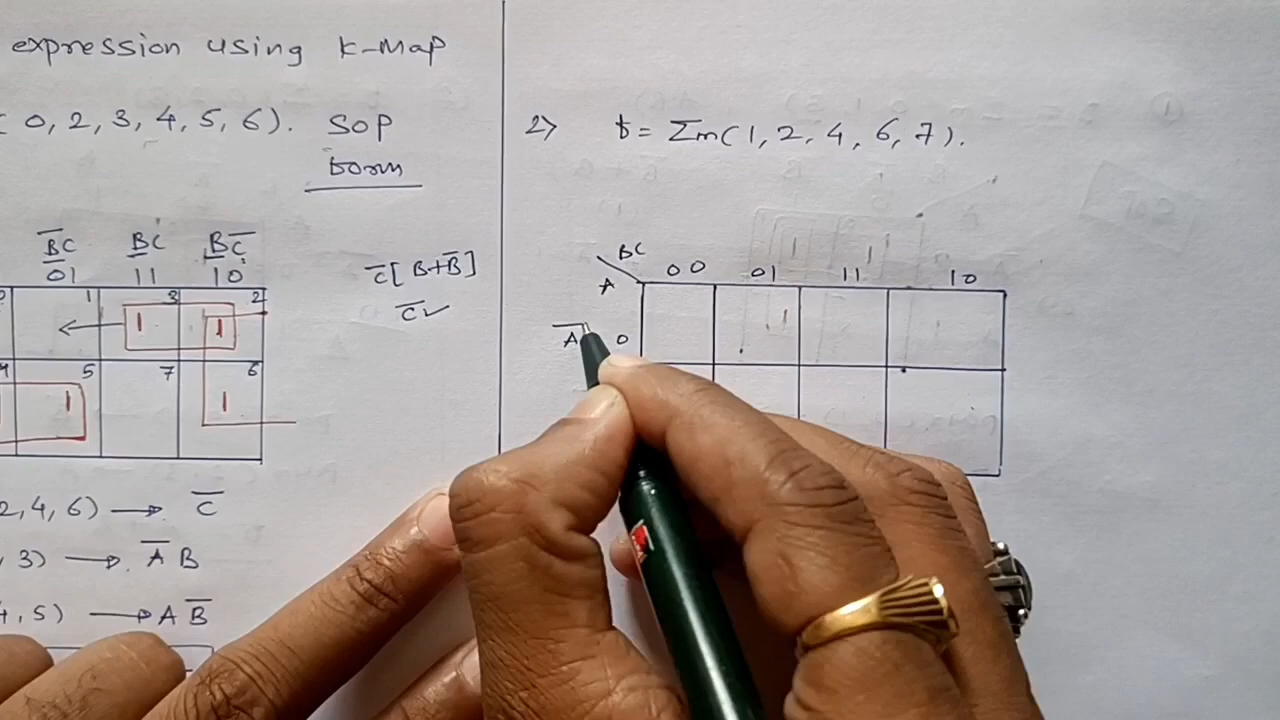 expression using K-Map
0, 2, 3, 4, 5, 6). SOP
form
B̅C BC BC̅
01 11 10
1 3 2
1 1
4 5 7 6
1 1
C̅[B+B̅]
C̅✓
2,4,6) → C̅
, 3) → A̅ B
4,5) → A B̅
2) f = Σm(1, 2, 4, 6, 7).
BC
A
00 01 11 10
A̅ 0